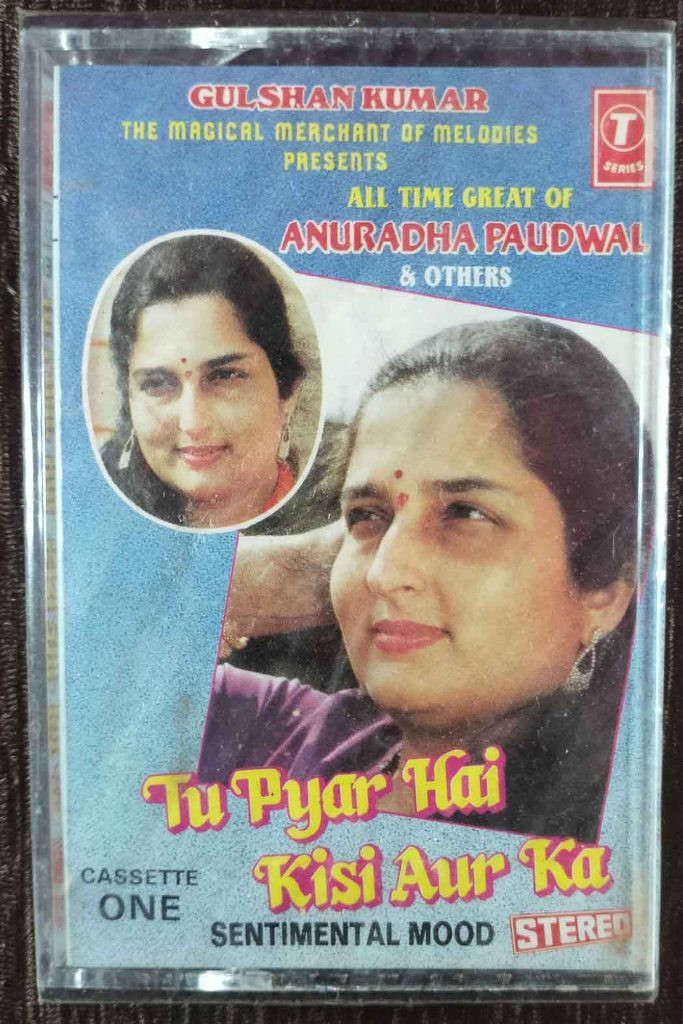 GULSHAN KUMAR
THE MAGICAL MERCHANT OF MELODIES
PRESENTS
T
SERIES
ALL TIME GREAT OF
ANURADHA PAUDWAL
& OTHERS
Tu Pyar Hai
Kisi Aur Ka
CASSETTE
ONE
SENTIMENTAL MOOD
STEREO